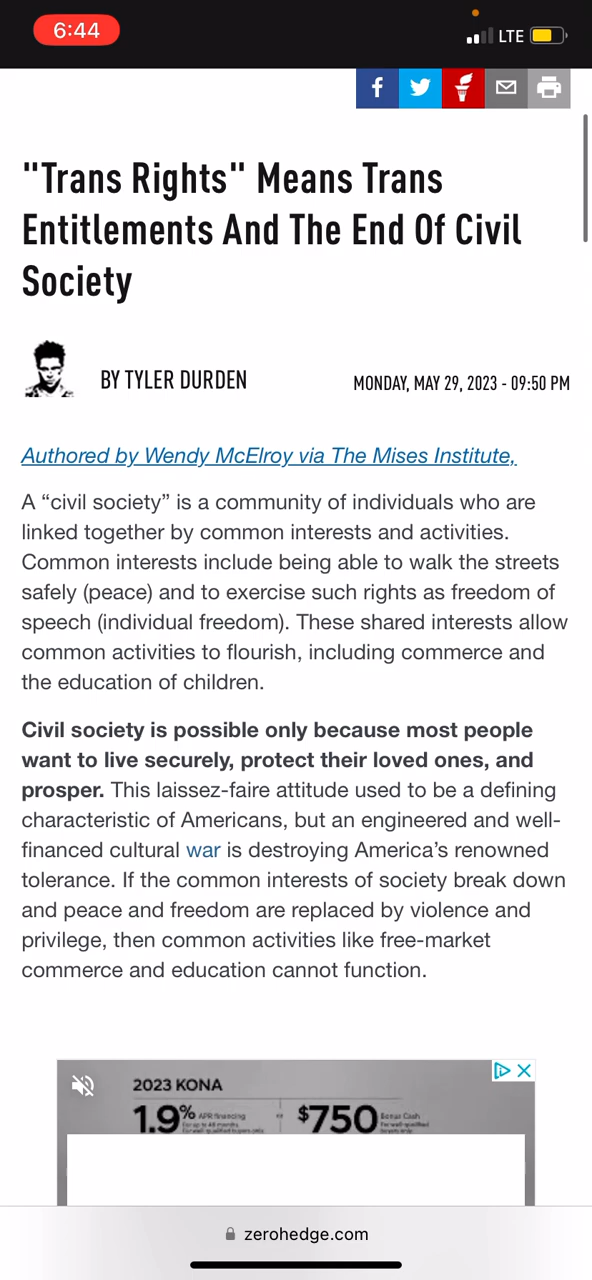 6:44
LTE
"Trans Rights" Means Trans
Entitlements And The End Of Civil
Society
BY TYLER DURDEN
MONDAY, MAY 29, 2023 - 09:50 PM
Authored by Wendy McElroy via The Mises Institute,
A “civil society” is a community of individuals who are
linked together by common interests and activities.
Common interests include being able to walk the streets
safely (peace) and to exercise such rights as freedom of
speech (individual freedom). These shared interests allow
common activities to flourish, including commerce and
the education of children.
Civil society is possible only because most people
want to live securely, protect their loved ones, and
prosper. This laissez-faire attitude used to be a defining
characteristic of Americans, but an engineered and well-
financed cultural war is destroying America’s renowned
tolerance. If the common interests of society break down
and peace and freedom are replaced by violence and
privilege, then common activities like free-market
commerce and education cannot function.
2023 KONA
1.9% APR financing
$750 Bonus Cash
zerohedge.com